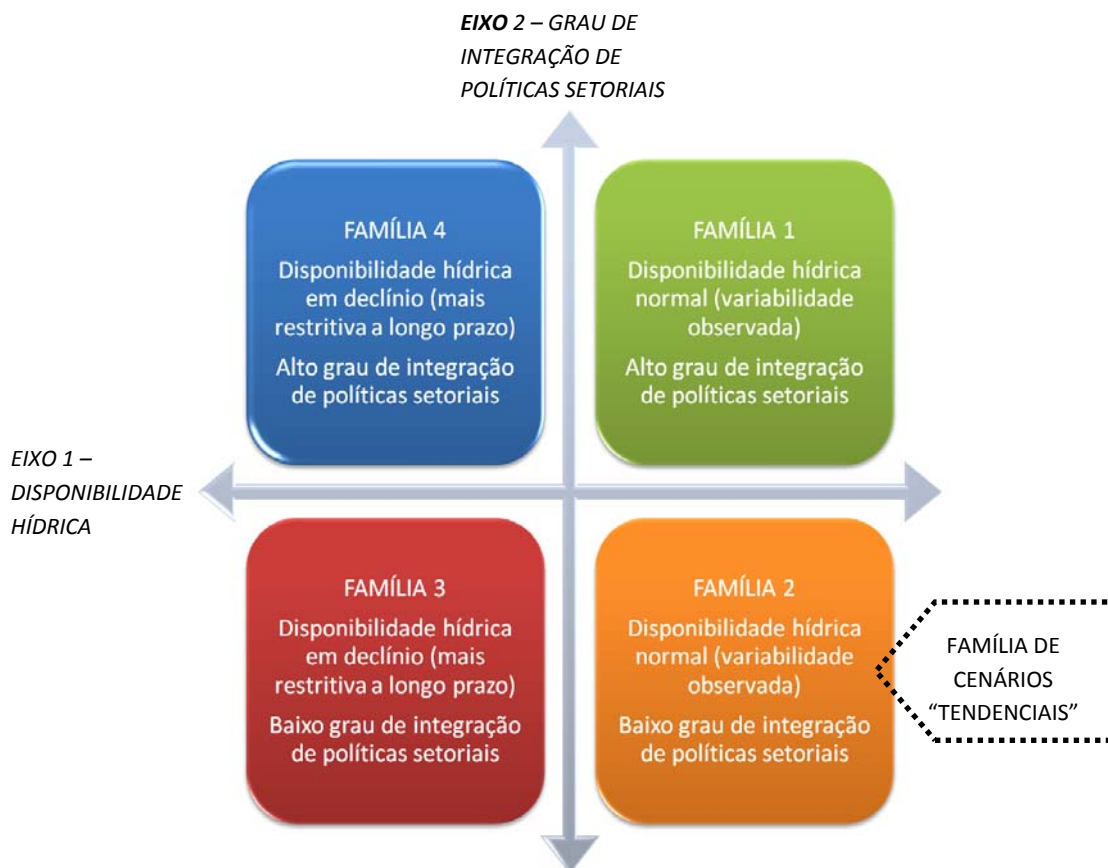 EIXO 2 – GRAU DE
INTEGRAÇÃO DE
POLÍTICAS SETORIAIS
FAMÍLIA 4
Disponibilidade hídrica
em declínio (mais
restritiva a longo prazo)
Alto grau de integração
de políticas setoriais
FAMÍLIA 1
Disponibilidade hídrica
normal (variabilidade
observada)
Alto grau de integração
de políticas setoriais
EIXO 1 –
DISPONIBILIDADE
HÍDRICA
FAMÍLIA 3
Disponibilidade hídrica
em declínio (mais
restritiva a longo prazo)
Baixo grau de integração
de políticas setoriais
FAMÍLIA 2
Disponibilidade hídrica
normal (variabilidade
observada)
Baixo grau de integração
de políticas setoriais
FAMÍLIA DE
CENÁRIOS
“TENDENCIAIS”